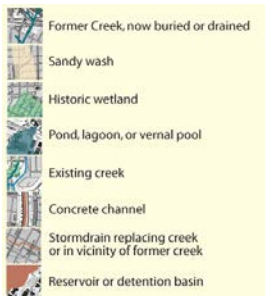 Former Creek, now buried or drained
Sandy wash
Historic wetland
Pond, lagoon, or vernal pool
Existing creek
Concrete channel
Stormdrain replacing creek
or in vicinity of former creek
Reservoir or detention basin